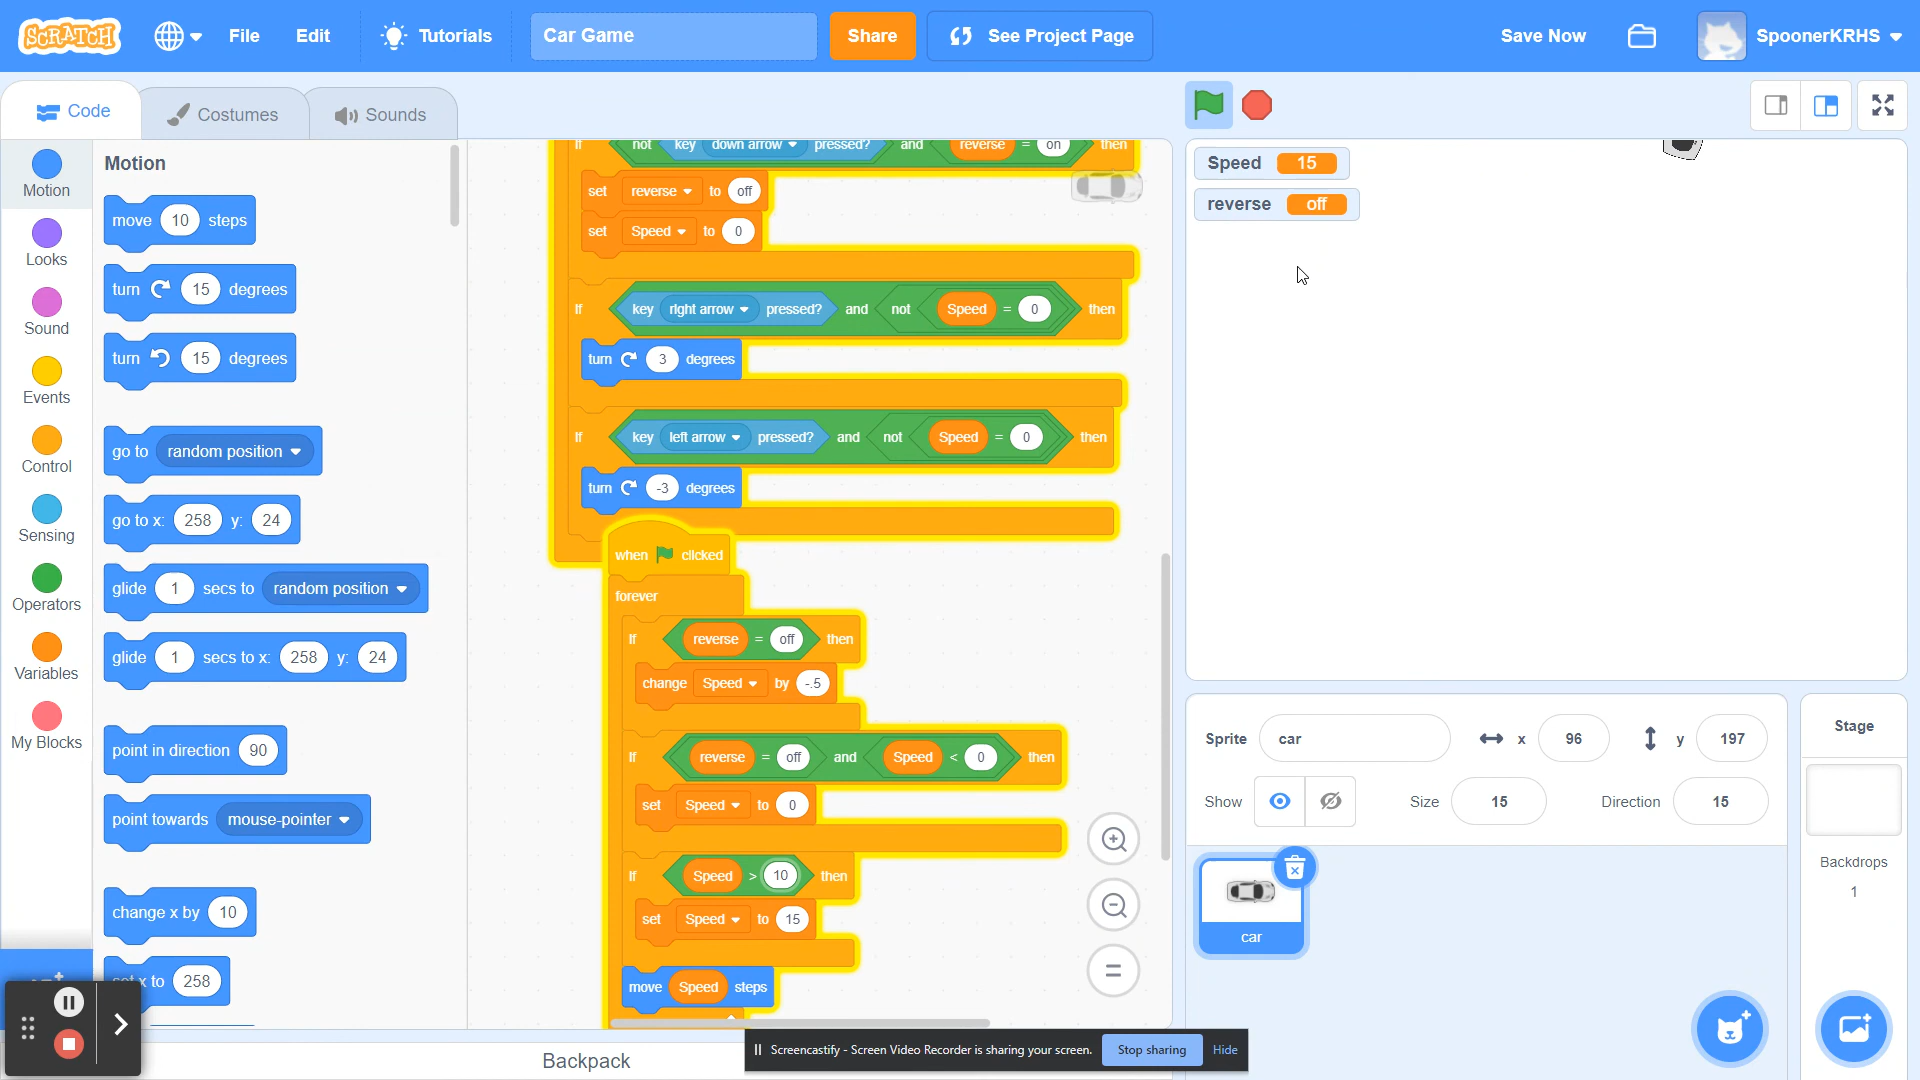 SCRATCH
File
Edit
Tutorials
Car Game
Share
See Project Page
Save Now
SpoonerKRHS
Code
Costumes
Sounds
Motion
Looks
Sound
Events
Control
Sensing
Operators
Variables
My Blocks
Motion
move 10 steps
turn 15 degrees
turn 15 degrees
go to random position
go to x: 258 y: 24
glide 1 secs to random position
glide 1 secs to x: 258 y: 24
point in direction 90
point towards mouse-pointer
change x by 10
set x to 258
if not key down arrow pressed? and reverse = on then
set reverse to off
set Speed to 0
if key right arrow pressed? and not Speed = 0 then
turn 3 degrees
if key left arrow pressed? and not Speed = 0 then
turn -3 degrees
when clicked
forever
if reverse = off then
change Speed by -.5
if reverse = off and Speed < 0 then
set Speed to 0
if Speed > 10 then
set Speed to 15
move Speed steps
Backpack
Speed 15
reverse off
Sprite car x 96 y 197
Show Size 15 Direction 15
car
Stage
Backdrops
1
Screencastify - Screen Video Recorder is sharing your screen. Stop sharing Hide